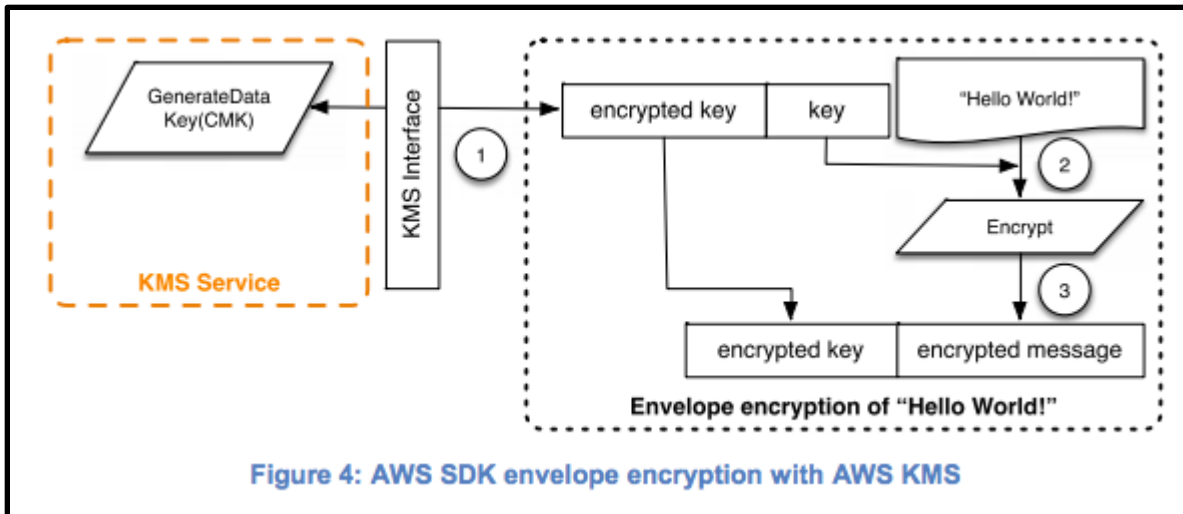 GenerateData
Key(CMK)
KMS Service
KMS Interface
1
encrypted key
key
“Hello World!”
2
Encrypt
3
encrypted key
encrypted message
Envelope encryption of “Hello World!”
Figure 4: AWS SDK envelope encryption with AWS KMS